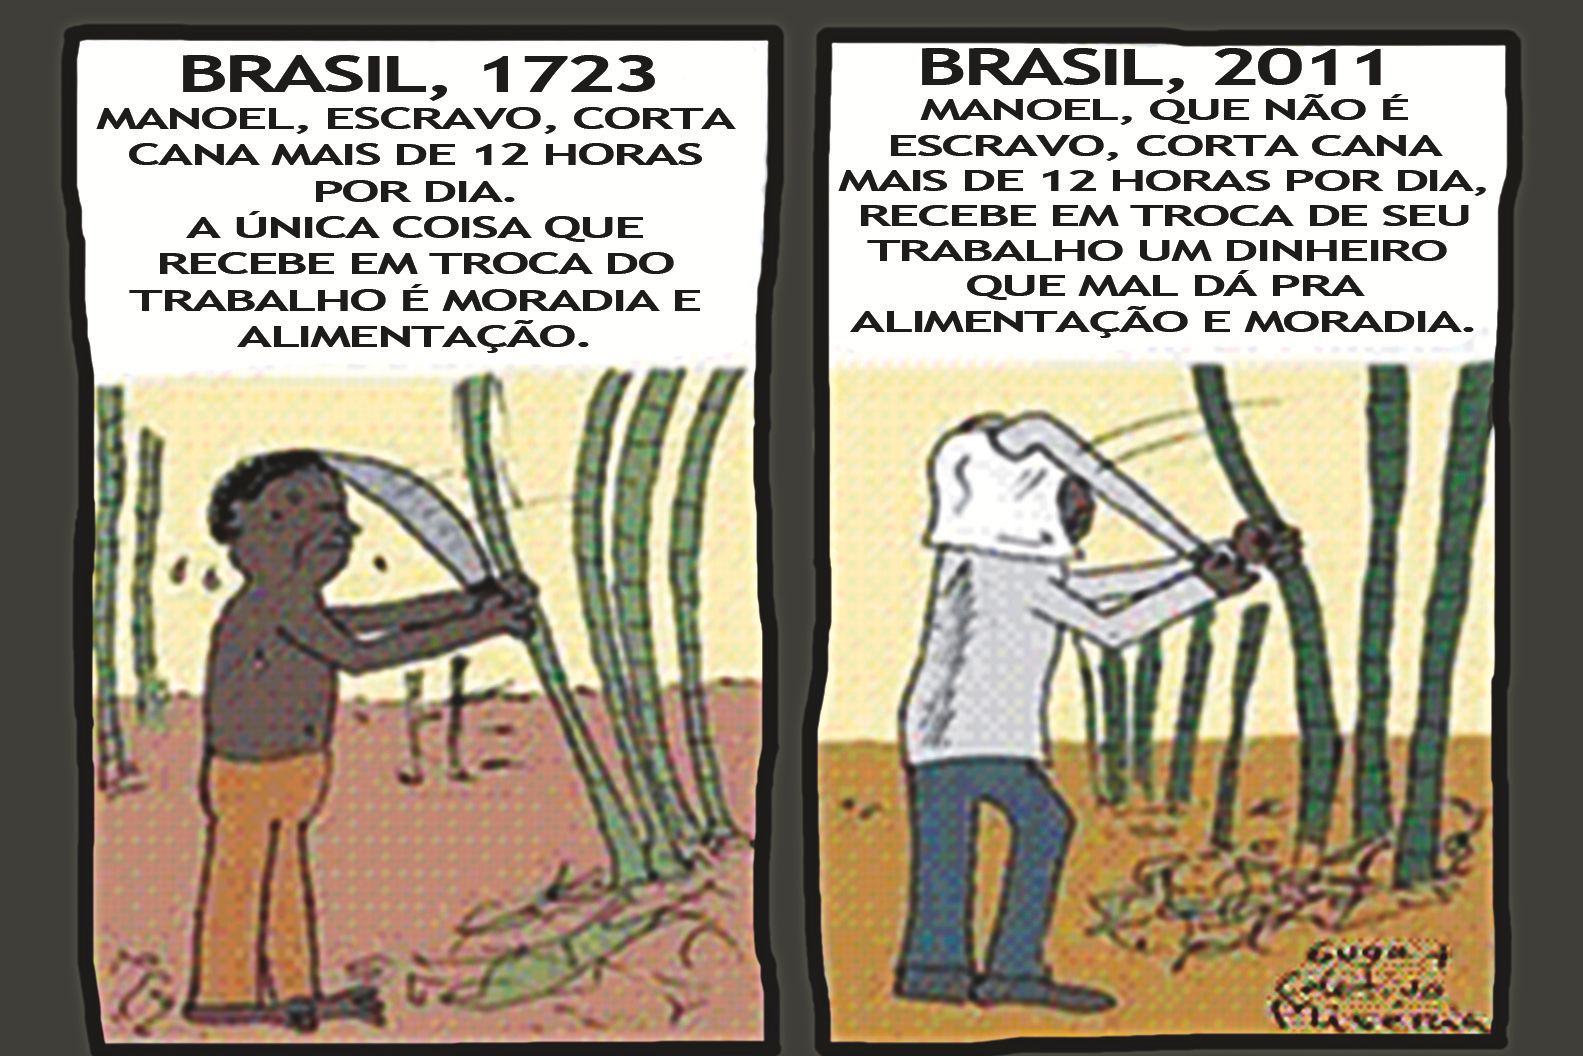 BRASIL, 1723
MANOEL, ESCRAVO, CORTA
CANA MAIS DE 12 HORAS
POR DIA.
A ÚNICA COISA QUE
RECEBE EM TROCA DO
TRABALHO É MORADIA E
ALIMENTAÇÃO.
BRASIL, 2011
MANOEL, QUE NÃO É
ESCRAVO, CORTA CANA
MAIS DE 12 HORAS POR DIA,
RECEBE EM TROCA DE SEU
TRABALHO UM DINHEIRO
QUE MAL DÁ PRA
ALIMENTAÇÃO E MORADIA.